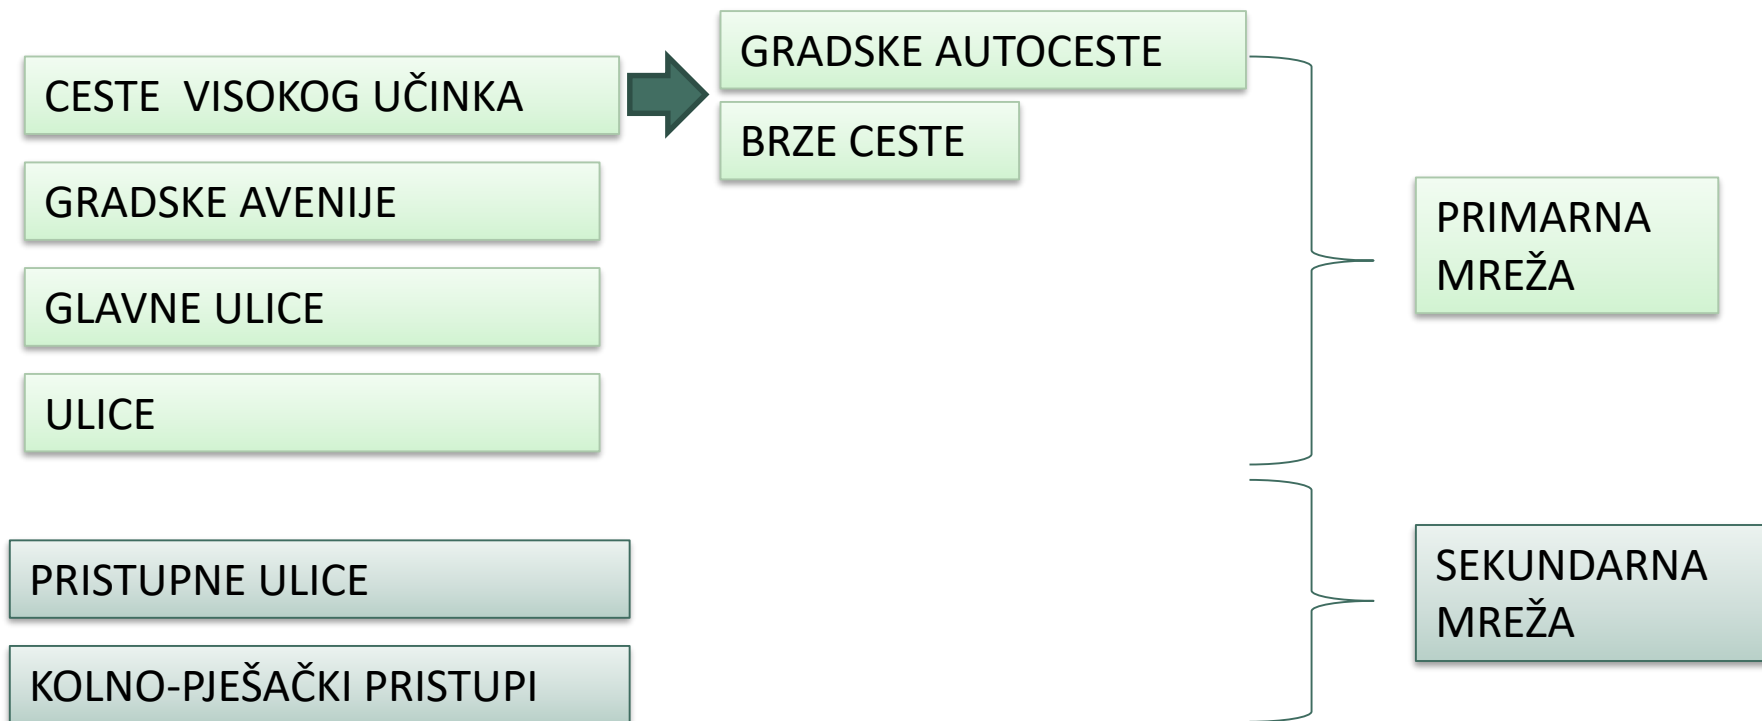 CESTE VISOKOG UČINKA
GRADSKE AUTOCESTE
BRZE CESTE
GRADSKE AVENIJE
GLAVNE ULICE
ULICE
PRIMARNA
MREŽA
PRISTUPNE ULICE
KOLNO-PJEŠAČKI PRISTUPI
SEKUNDARNA
MREŽA